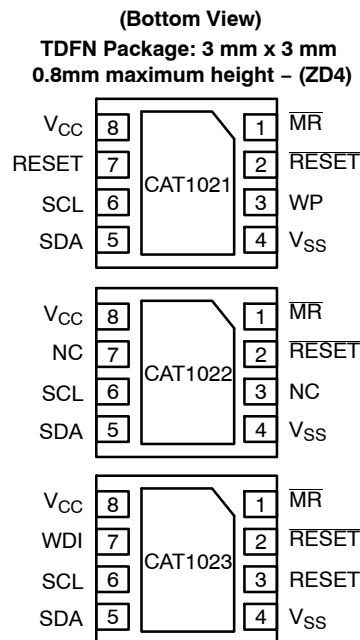 (Bottom View)
TDFN Package: 3 mm x 3 mm
0.8mm maximum height – (ZD4)
VCC 8 1 MR
RESET 7 2 RESET
CAT1021
SCL 6 3 WP
SDA 5 4 VSS
VCC 8 1 MR
NC 7 2 RESET
CAT1022
SCL 6 3 NC
SDA 5 4 VSS
VCC 8 1 MR
WDI 7 2 RESET
CAT1023
SCL 6 3 RESET
SDA 5 4 VSS